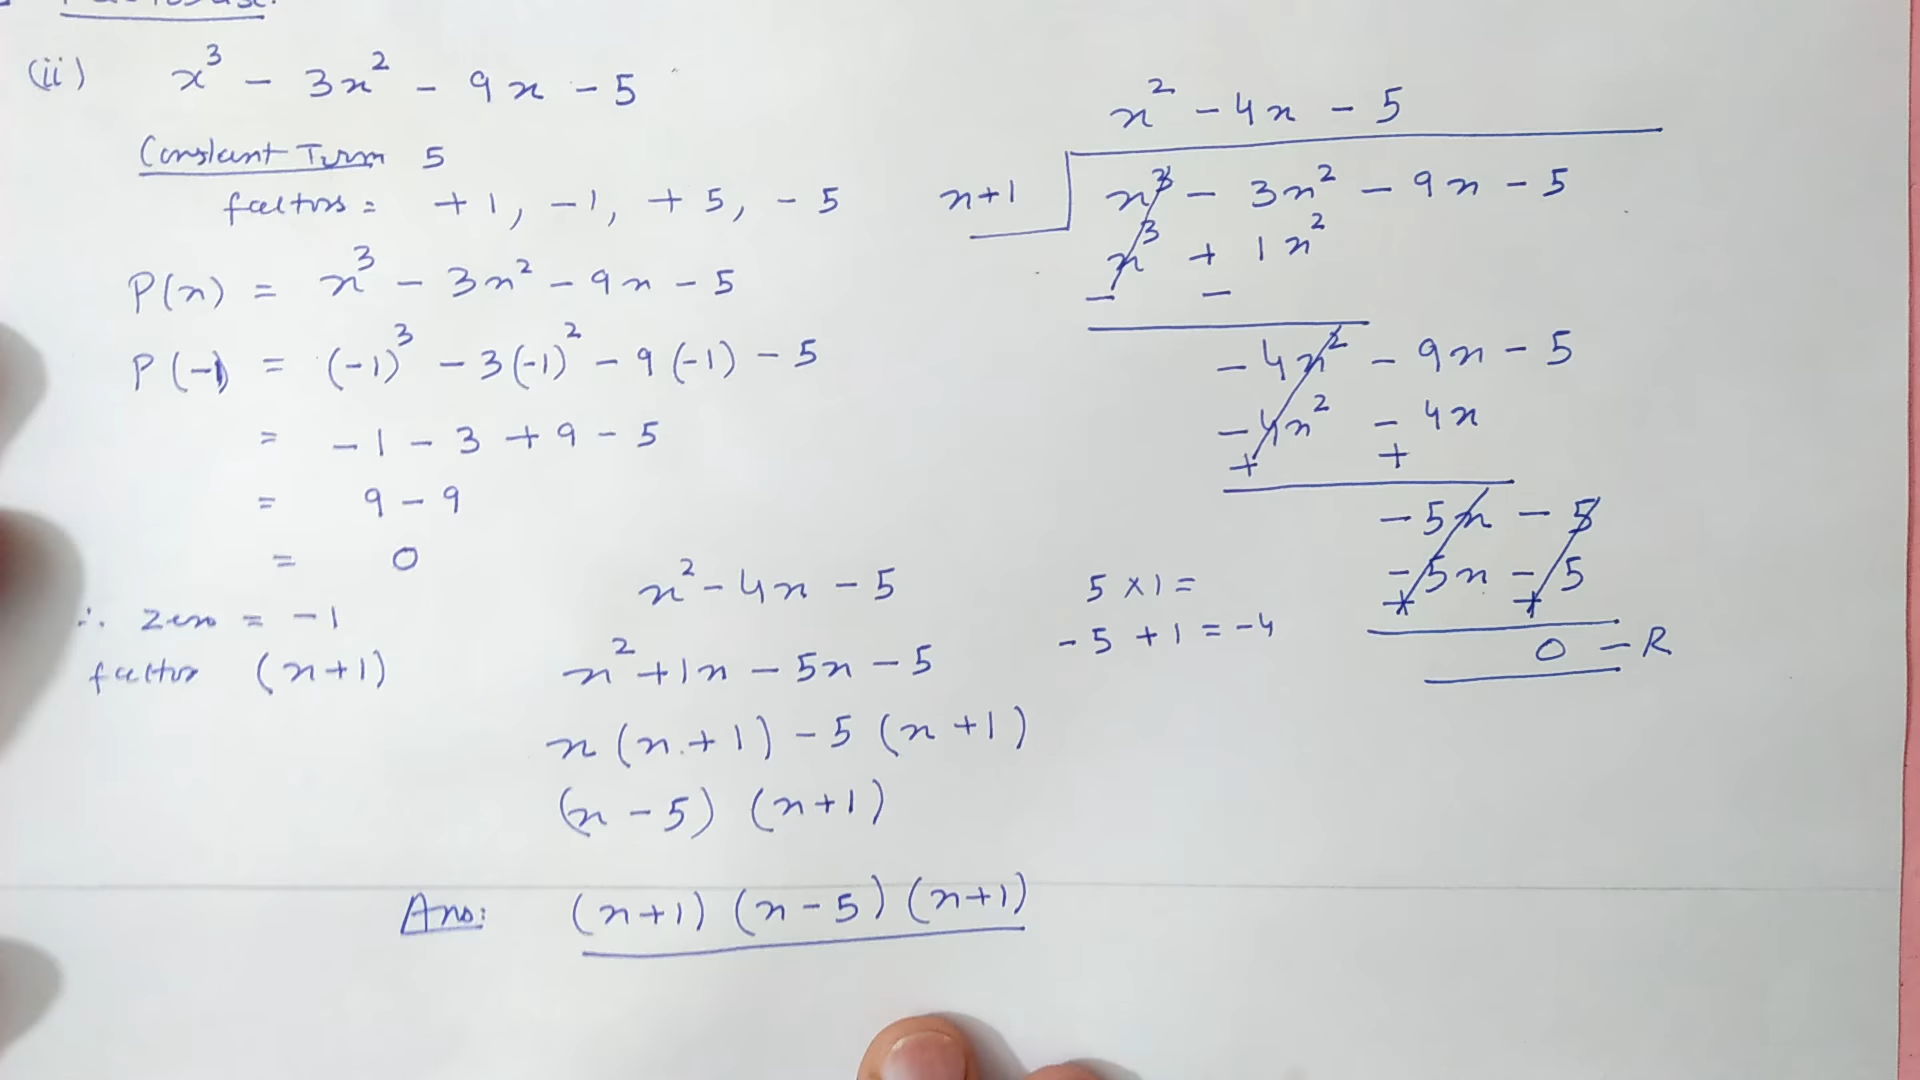 (ii) x³ - 3x² - 9x - 5
Constant Term 5
factors = +1, -1, +5, -5
P(x) = x³ - 3x² - 9x - 5
P(-1) = (-1)³ - 3(-1)² - 9(-1) - 5
= -1 - 3 + 9 - 5
= 9 - 9
= 0
∴ zero = -1
factor (x+1)
x² - 4x - 5
x+1
x³ - 3x² - 9x - 5
x³ + 1x²
- -
-4x² - 9x - 5
-4x² - 4x
+ +
-5x - 5
-5x - 5
+ +
0 - R
x² - 4x - 5
5 × 1 =
-5 + 1 = -4
x² + 1x - 5x - 5
x(x+1) - 5(x+1)
(x - 5) (x+1)
Ans: (x+1) (x-5) (x+1)